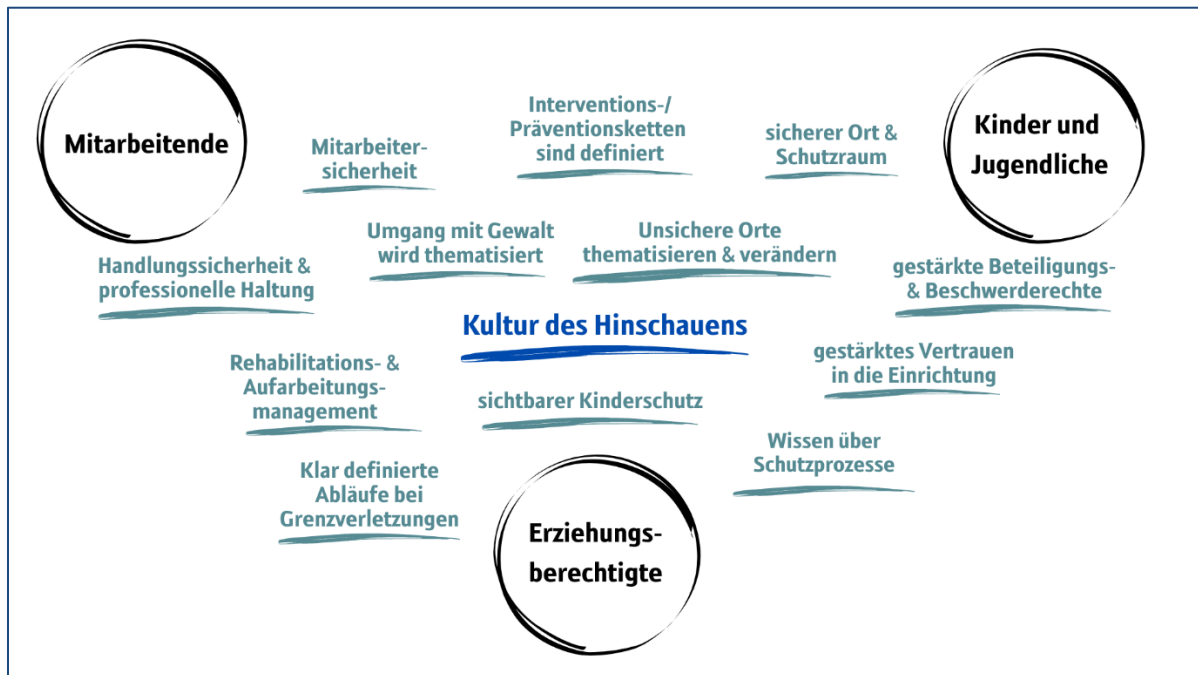 Mitarbeitende
Kinder und
Jugendliche
Interventions-/
Präventionsketten
sind definiert
Mitarbeiter-
sicherheit
sicherer Ort &
Schutzraum
Umgang mit Gewalt
wird thematisiert
Unsichere Orte
thematisieren & verändern
Handlungssicherheit &
professionelle Haltung
gestärkte Beteiligungs-
& Beschwerderechte
Kultur des Hinschauens
Rehabilitations- &
Aufarbeitungs-
management
sichtbarer Kinderschutz
gestärktes Vertrauen
in die Einrichtung
Klar definierte
Abläufe bei
Grenzverletzungen
Wissen über
Schutzprozesse
Erziehungs-
berechtigte